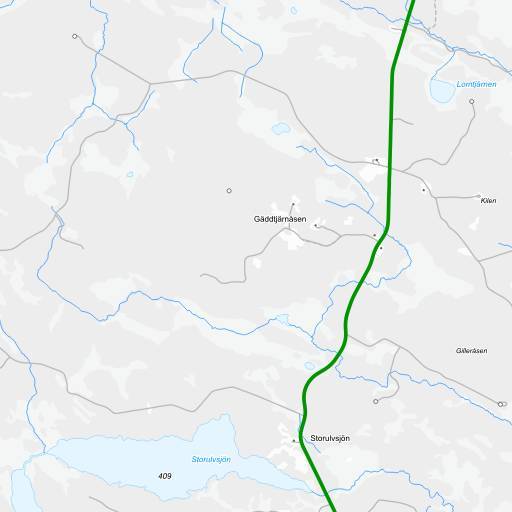 Lomtjärnen
Kilen
Gäddtjärnåsen
Gilleråsen
Storulvsjön
Storulvsjön
409